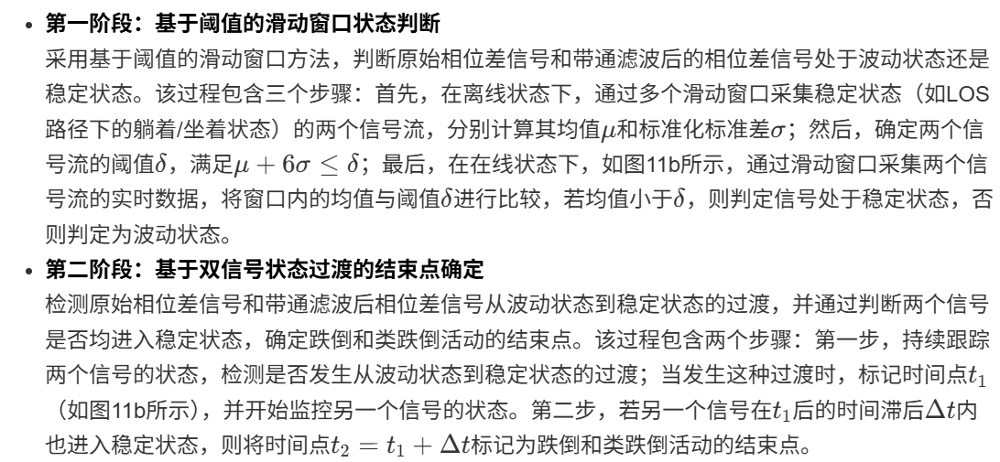 • 第一阶段：基于阈值的滑动窗口状态判断
采用基于阈值的滑动窗口方法，判断原始相位差信号和带通滤波后的相位差信号处于波动状态还是
稳定状态。该过程包含三个步骤：首先，在离线状态下，通过多个滑动窗口采集稳定状态（如LOS
路径下的躺着/坐着状态）的两个信号流，分别计算其均值μ和标准化标准差σ；然后，确定两个信
号流的阈值δ，满足μ + 6σ ≤ δ；最后，在在线状态下，如图11b所示，通过滑动窗口采集两个信
号流的实时数据，将窗口内的均值与阈值δ进行比较，若均值小于δ，则判定信号处于稳定状态，否
则判定为波动状态。
• 第二阶段：基于双信号状态过渡的结束点确定
检测原始相位差信号和带通滤波后相位差信号从波动状态到稳定状态的过渡，并通过判断两个信号
是否均进入稳定状态，确定跌倒和类跌倒活动的结束点。该过程包含两个步骤：第一步，持续跟踪
两个信号的状态，检测是否发生从波动状态到稳定状态的过渡；当发生这种过渡时，标记时间点t₁
（如图11b所示），并开始监控另一个信号的状态。第二步，若另一个信号在t₁后的时间滞后Δt内
也进入稳定状态，则将时间点t₂ = t₁ + Δt标记为跌倒和类跌倒活动的结束点。